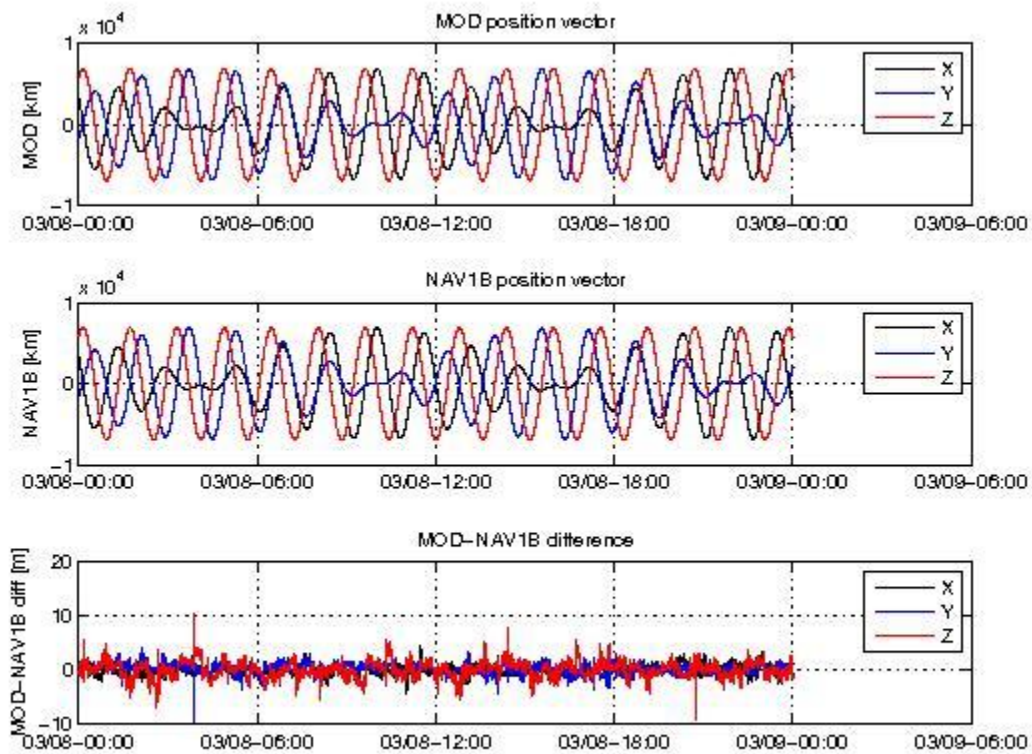 MOD position vector
x 10^4
1
0
−1
MOD [km]
X
Y
Z
03/08−00:00 03/08−06:00 03/08−12:00 03/08−18:00 03/09−00:00 03/09−06:00
NAV1B position vector
x 10^4
1
0
−1
NAV1B [km]
X
Y
Z
03/08−00:00 03/08−06:00 03/08−12:00 03/08−18:00 03/09−00:00 03/09−06:00
MOD−NAV1B difference
20
10
0
−10
MOD−NAV1B diff [m]
X
Y
Z
03/08−00:00 03/08−06:00 03/08−12:00 03/08−18:00 03/09−00:00 03/09−06:00